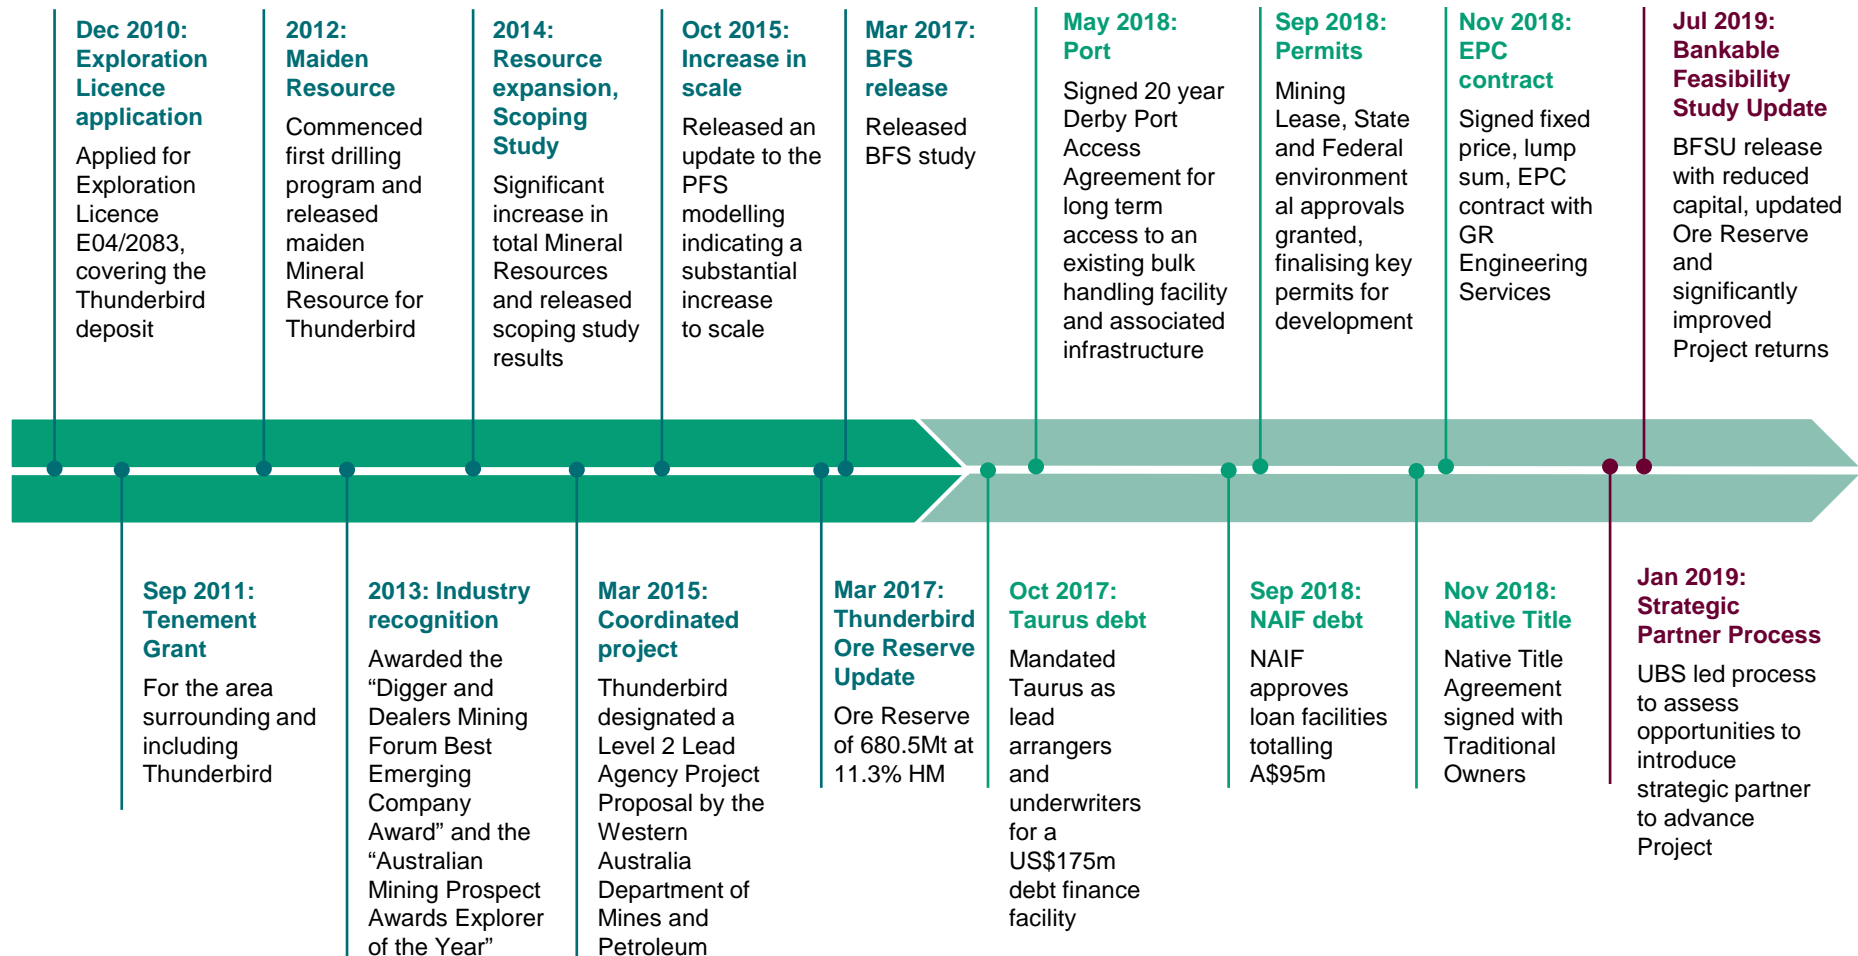 Dec 2010:
Exploration
Licence
application
Applied for
Exploration
Licence
E04/2083,
covering the
Thunderbird
deposit
2012:
Maiden
Resource
Commenced
first drilling
program and
released
maiden
Mineral
Resource for
Thunderbird
2014:
Resource
expansion,
Scoping
Study
Significant
increase in
total Mineral
Resources
and released
scoping study
results
Oct 2015:
Increase in
scale
Released an
update to the
PFS
modelling
indicating a
substantial
increase
to scale
Mar 2017:
BFS
release
Released
BFS study
May 2018:
Port
Signed 20 year
Derby Port
Access
Agreement for
long term
access to an
existing bulk
handling facility
and associated
infrastructure
Sep 2018:
Permits
Mining
Lease, State
and Federal
environment
al approvals
granted,
finalising key
permits for
development
Nov 2018:
EPC
contract
Signed fixed
price, lump
sum, EPC
contract with
GR
Engineering
Services
Jul 2019:
Bankable
Feasibility
Study Update
BFSU release
with reduced
capital, updated
Ore Reserve
and
significantly
improved
Project returns
Sep 2011:
Tenement
Grant
For the area
surrounding and
including
Thunderbird
2013: Industry
recognition
Awarded the
“Digger and
Dealers Mining
Forum Best
Emerging
Company
Award” and the
“Australian
Mining Prospect
Awards Explorer
of the Year”
Mar 2015:
Coordinated
project
Thunderbird
designated a
Level 2 Lead
Agency Project
Proposal by the
Western
Australia
Department of
Mines and
Petroleum
Mar 2017:
Thunderbird
Ore Reserve
Update
Ore Reserve
of 680.5Mt at
11.3% HM
Oct 2017:
Taurus debt
Mandated
Taurus as
lead
arrangers
and
underwriters
for a
US$175m
debt finance
facility
Sep 2018:
NAIF debt
NAIF
approves
loan facilities
totalling
A$95m
Nov 2018:
Native Title
Native Title
Agreement
signed with
Traditional
Owners
Jan 2019:
Strategic
Partner Process
UBS led process
to assess
opportunities to
introduce
strategic partner
to advance
Project